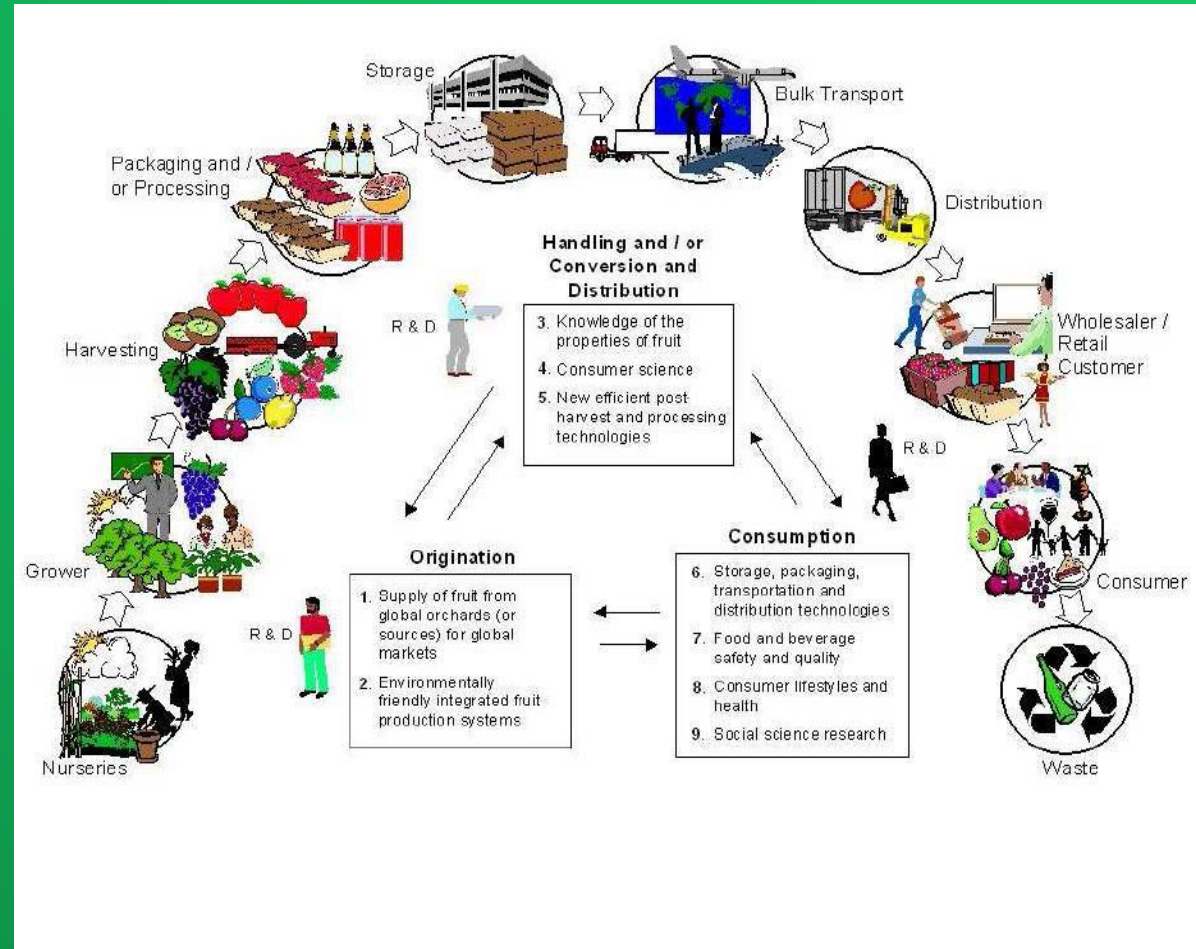 Storage
Bulk Transport
Packaging and /
or Processing
Distribution
Handling and / or
Conversion and
Distribution
R & D
3. Knowledge of the
properties of fruit
4. Consumer science
5. New efficient post
harvest and processing
technologies
Harvesting
Wholesaler /
Retail
Customer
R & D
Grower
Origination
R & D
1. Supply of fruit from
global orchards (or
sources) for global
markets
2. Environmentally
friendly integrated fruit
production systems
Consumption
6. Storage, packaging,
transportation and
distribution technologies
7. Food and beverage
safety and quality
8. Consumer lifestyles and
health
9. Social science research
Consumer
Nurseries
Waste